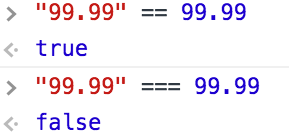 > "99.99" == 99.99
<· true
> "99.99" === 99.99
<· false